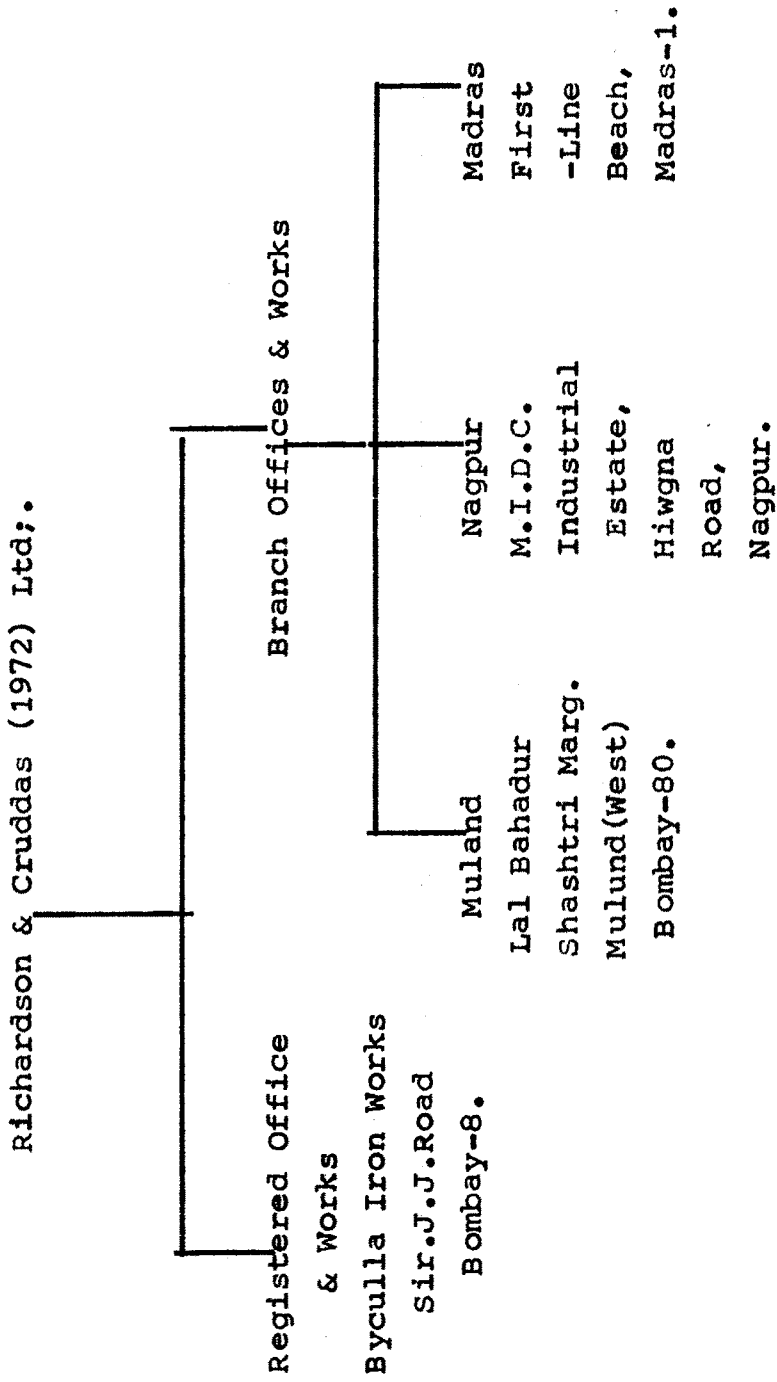 Richardson & Cruddas (1972) Ltd;.
Registered Office
& Works
Byculla Iron Works
Sir.J.J.Road
Bombay-8.
Branch Offices & Works
Muland
Lal Bahadur
Shashtri Marg.
Mulund(West)
Bombay-80.
Nagpur
M.I.D.C.
Industrial
Estate,
Hiwgna
Road,
Nagpur.
Madras
First
-Line
Beach,
Madras-1.